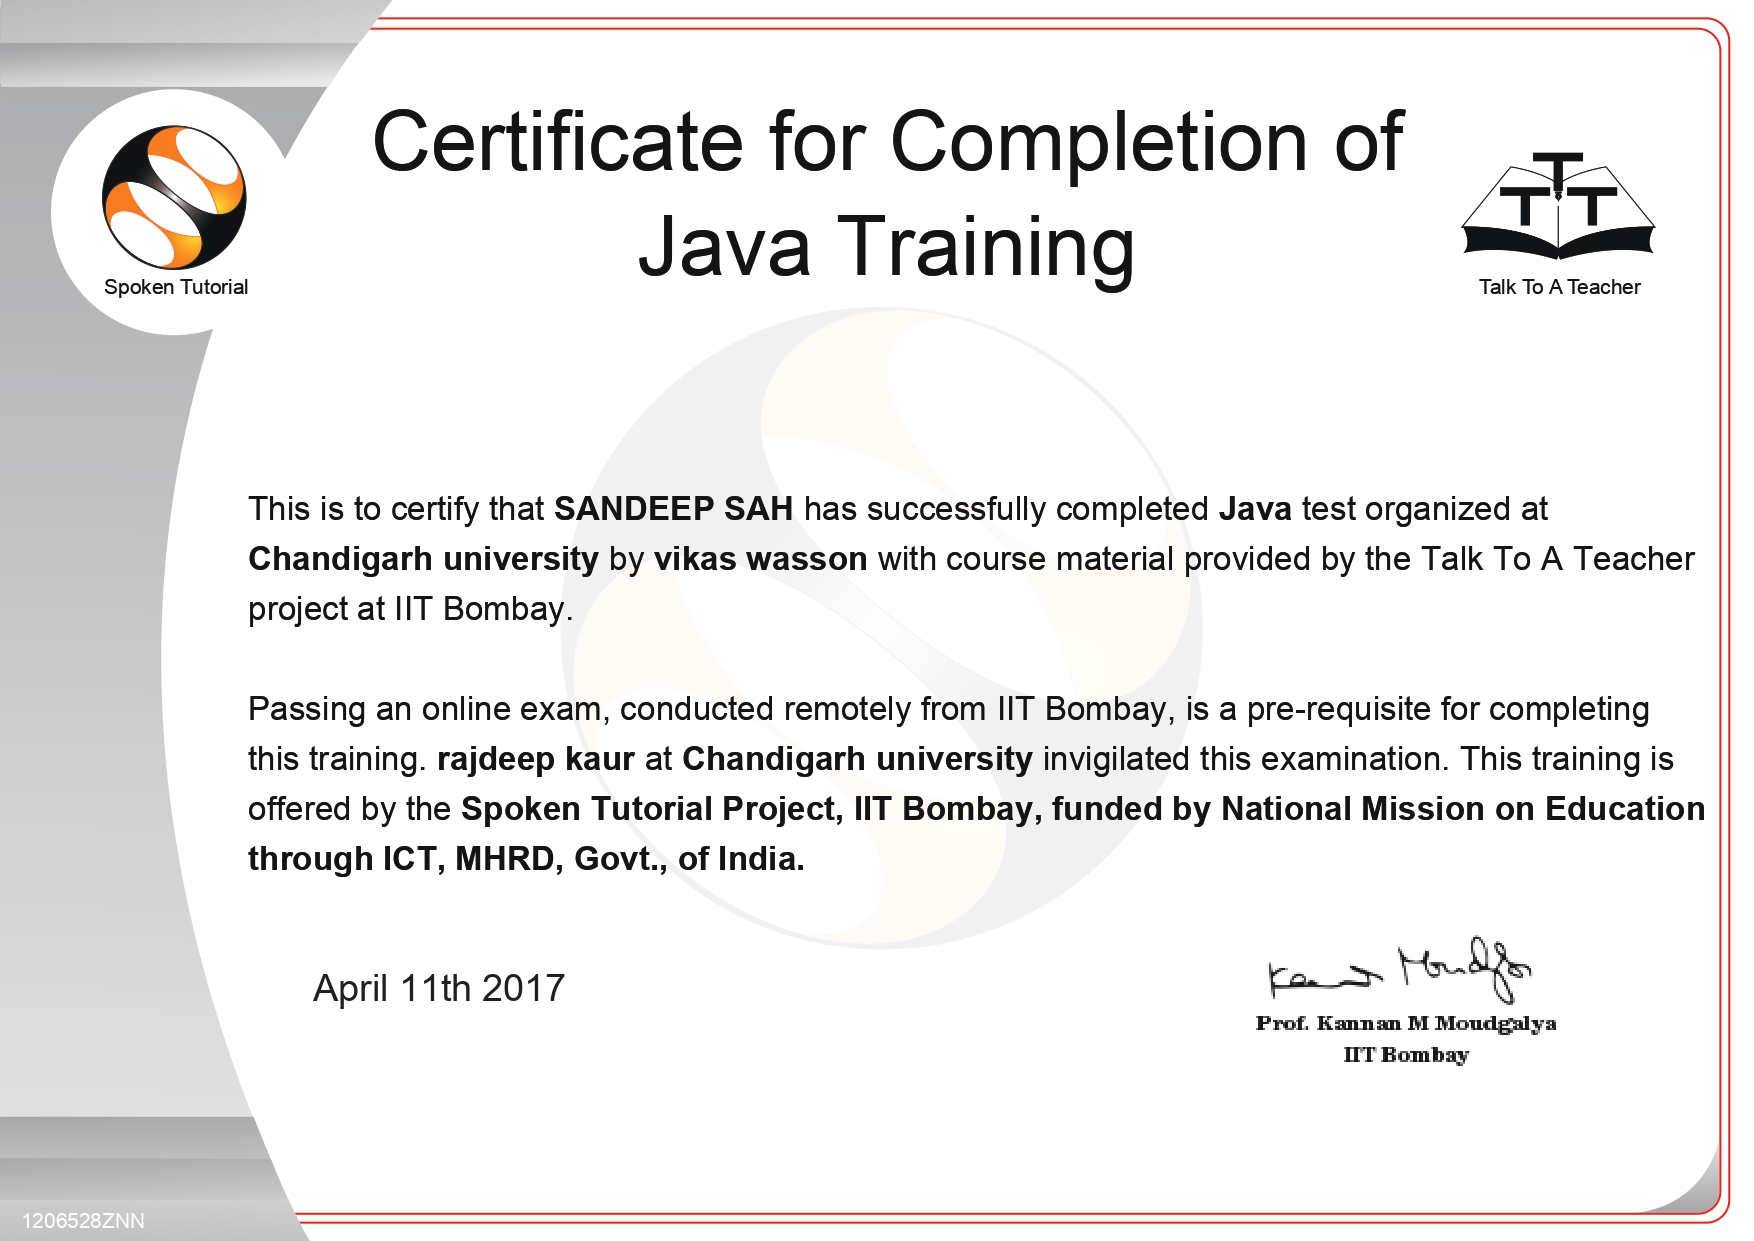 Certificate for Completion of
Java Training
Spoken Tutorial
TTT
Talk To A Teacher
This is to certify that SANDEEP SAH has successfully completed Java test organized at
Chandigarh university by vikas wasson with course material provided by the Talk To A Teacher
project at IIT Bombay.
Passing an online exam, conducted remotely from IIT Bombay, is a pre-requisite for completing
this training. rajdeep kaur at Chandigarh university invigilated this examination. This training is
offered by the Spoken Tutorial Project, IIT Bombay, funded by National Mission on Education
through ICT, MHRD, Govt., of India.
April 11th 2017
Kannan Moudgalya
Prof. Kannan M Moudgalya
IIT Bombay
1206528ZNN